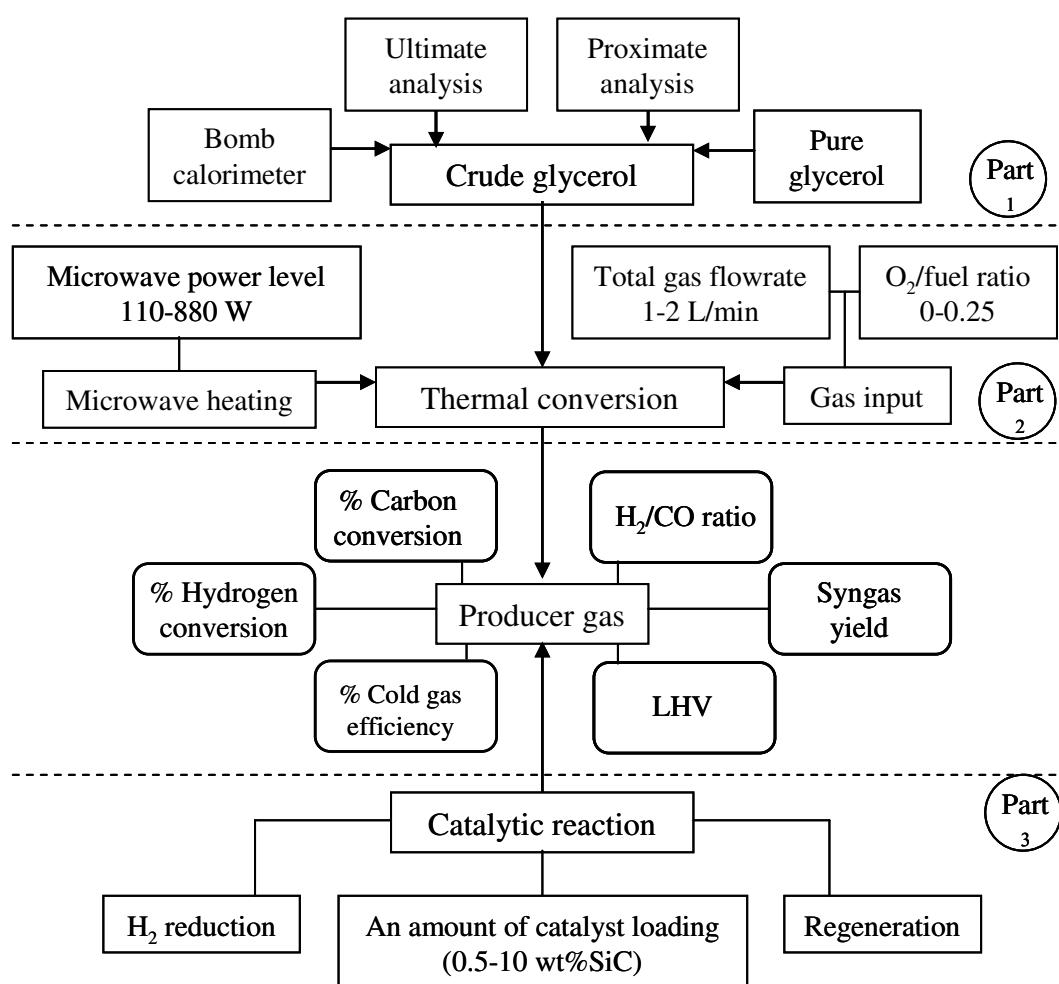 Ultimate
analysis
Proximate
analysis
Bomb
calorimeter
Crude glycerol
Pure
glycerol
Part
1
Microwave power level
110-880 W
Total gas flowrate
1-2 L/min
O₂/fuel ratio
0-0.25
Microwave heating
Thermal conversion
Gas input
Part
2
% Carbon
conversion
H₂/CO ratio
% Hydrogen
conversion
Producer gas
Syngas
yield
% Cold gas
efficiency
LHV
Catalytic reaction
Part
3
H₂ reduction
An amount of catalyst loading
(0.5-10 wt%SiC)
Regeneration